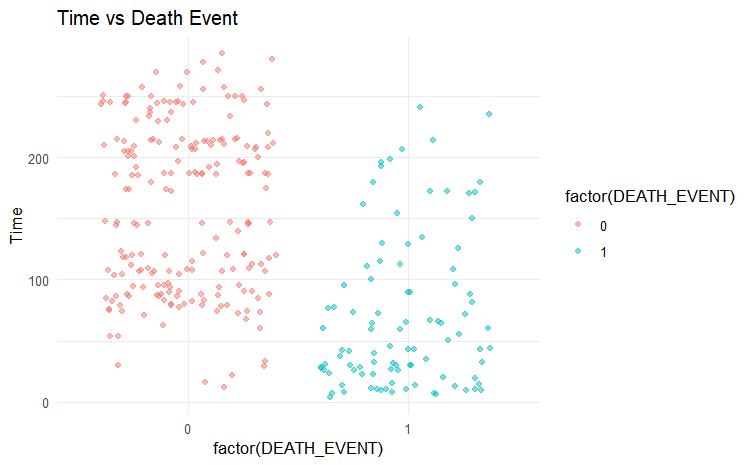 Time vs Death Event
Time
200
100
0
0
1
factor(DEATH_EVENT)
factor(DEATH_EVENT)
0
1